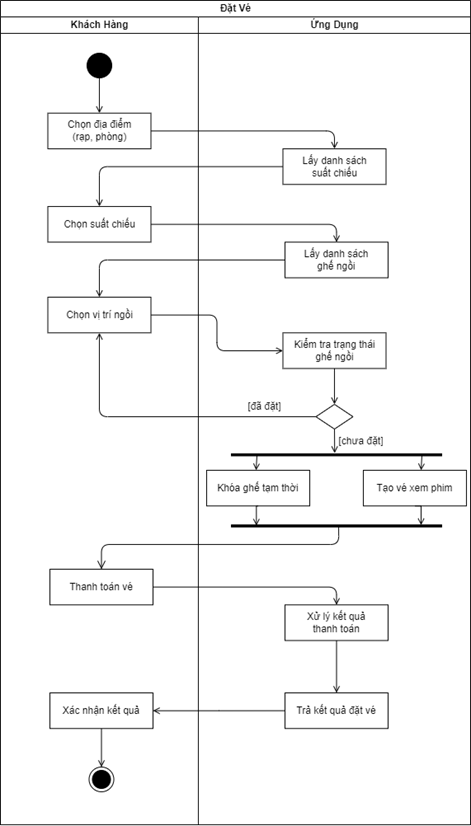 Đặt Vé
Khách Hàng
Ứng Dụng
Chọn địa điểm
(rạp, phòng)
Lấy danh sách
suất chiếu
Chọn suất chiếu
Lấy danh sách
ghế ngồi
Chọn vị trí ngồi
Kiểm tra trạng thái
ghế ngồi
[đã đặt]
[chưa đặt]
Khóa ghế tạm thời
Tạo vé xem phim
Thanh toán vé
Xử lý kết quả
thanh toán
Xác nhận kết quả
Trả kết quả đặt vé